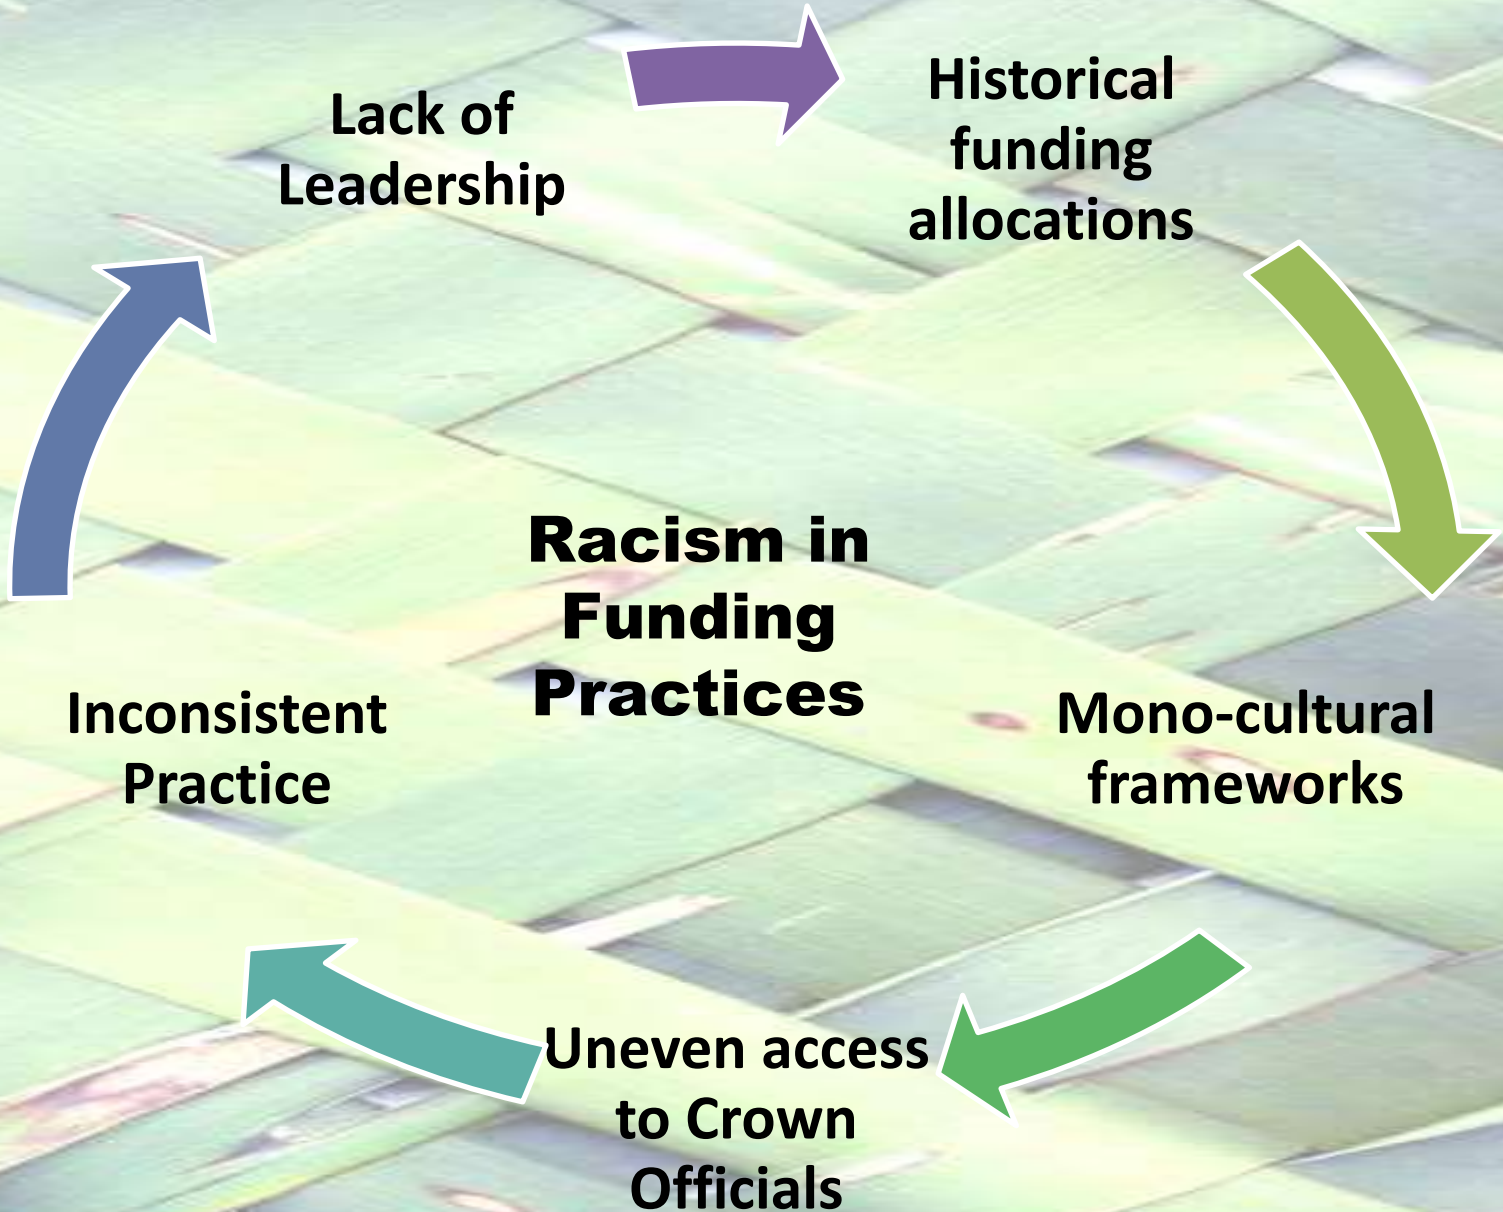 Lack of
Leadership
Historical
funding
allocations
Racism in
Funding
Practices
Inconsistent
Practice
Mono-cultural
frameworks
Uneven access
to Crown
Officials